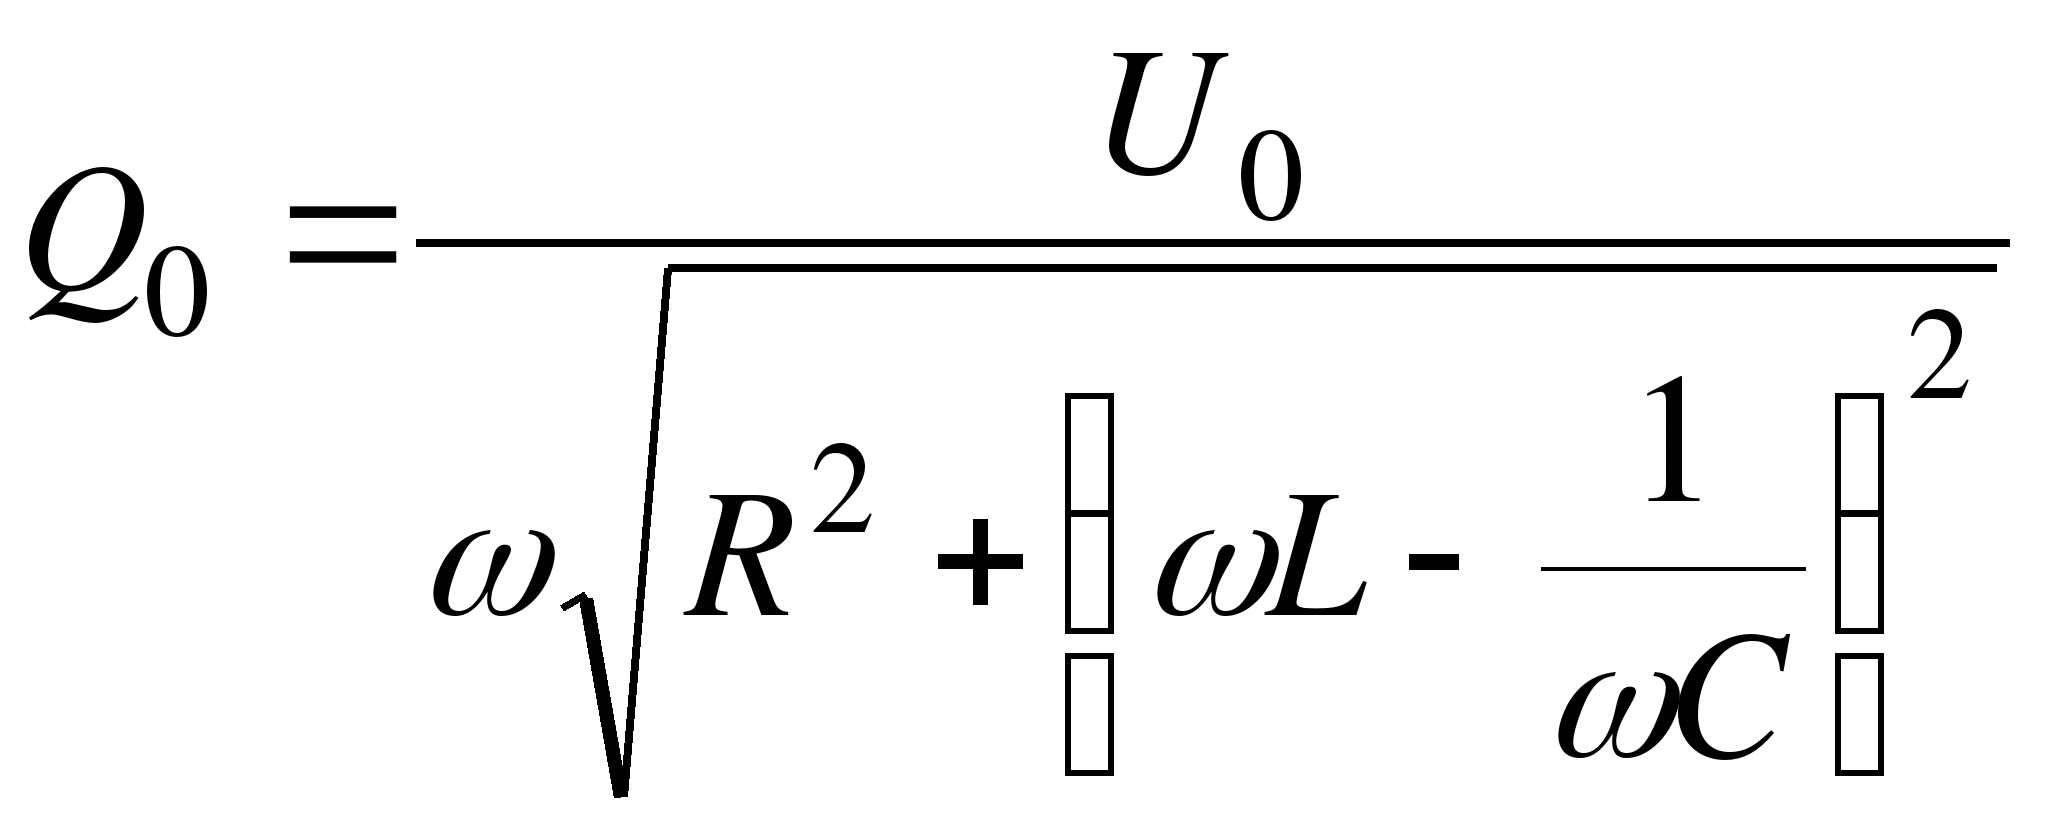 Q₀ = U₀ / ω√(R² + (ωL - 1/ωC)²)